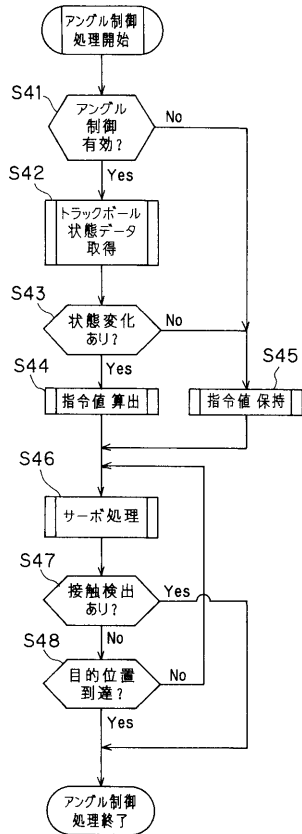 アングル制御
処理開始
S41
アングル
制御
有効?
No
Yes
S42
トラックボール
状態データ
取得
S43
状態変化
あり?
No
Yes
S44
指令値 算出
S45
指令値 保持
S46
サーボ処理
S47
接触検出
あり?
Yes
No
S48
目的位置
到達?
No
Yes
アングル制御
処理終了